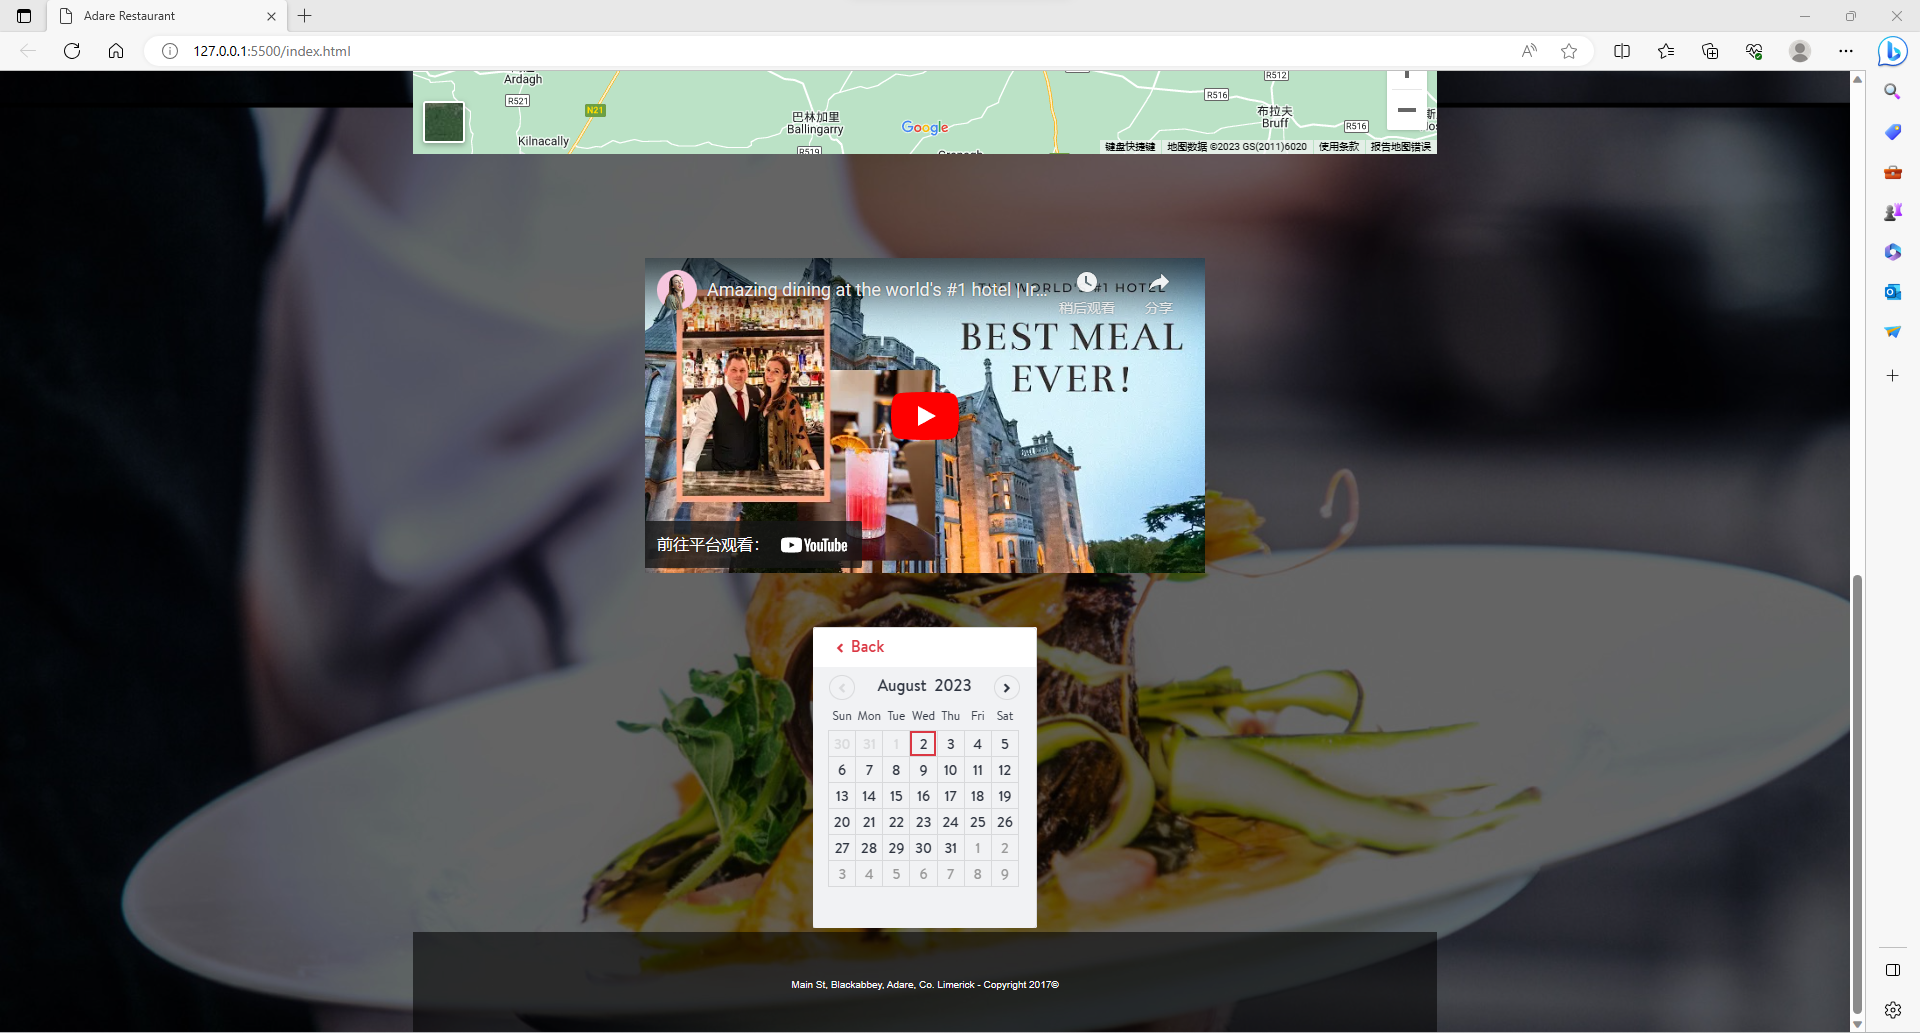 Adare Restaurant
127.0.0.1:5500/index.html
Ardagh
R521
N21
Kilnacally
巴林加里
Ballingarry
R519
Google
R512
R516
布拉夫
Bruff
R516
键盘快捷键 地图数据 ©2023 GS(2011)6020 使用条款 报告地图错误
Amazing dining at the world's #1 hotel | Ir...
THE WORLD'S #1 HOTEL
稍后观看 分享
BEST MEAL
EVER!
前往平台观看： YouTube
Back
August 2023
Sun Mon Tue Wed Thu Fri Sat
30 31 1 2 3 4 5
6 7 8 9 10 11 12
13 14 15 16 17 18 19
20 21 22 23 24 25 26
27 28 29 30 31 1 2
3 4 5 6 7 8 9
Main St, Blackabbey, Adare, Co. Limerick - Copyright 2017©